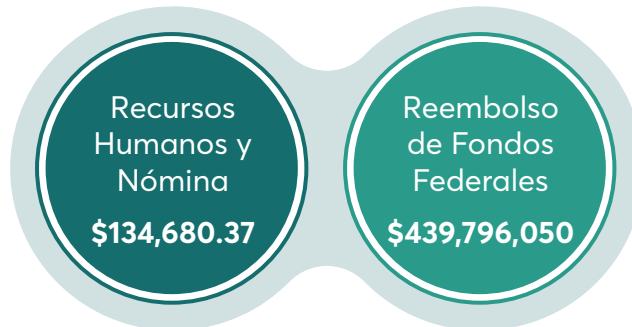 Recursos
Humanos y
Nómina
$134,680.37
Reembolso
de Fondos
Federales
$439,796,050